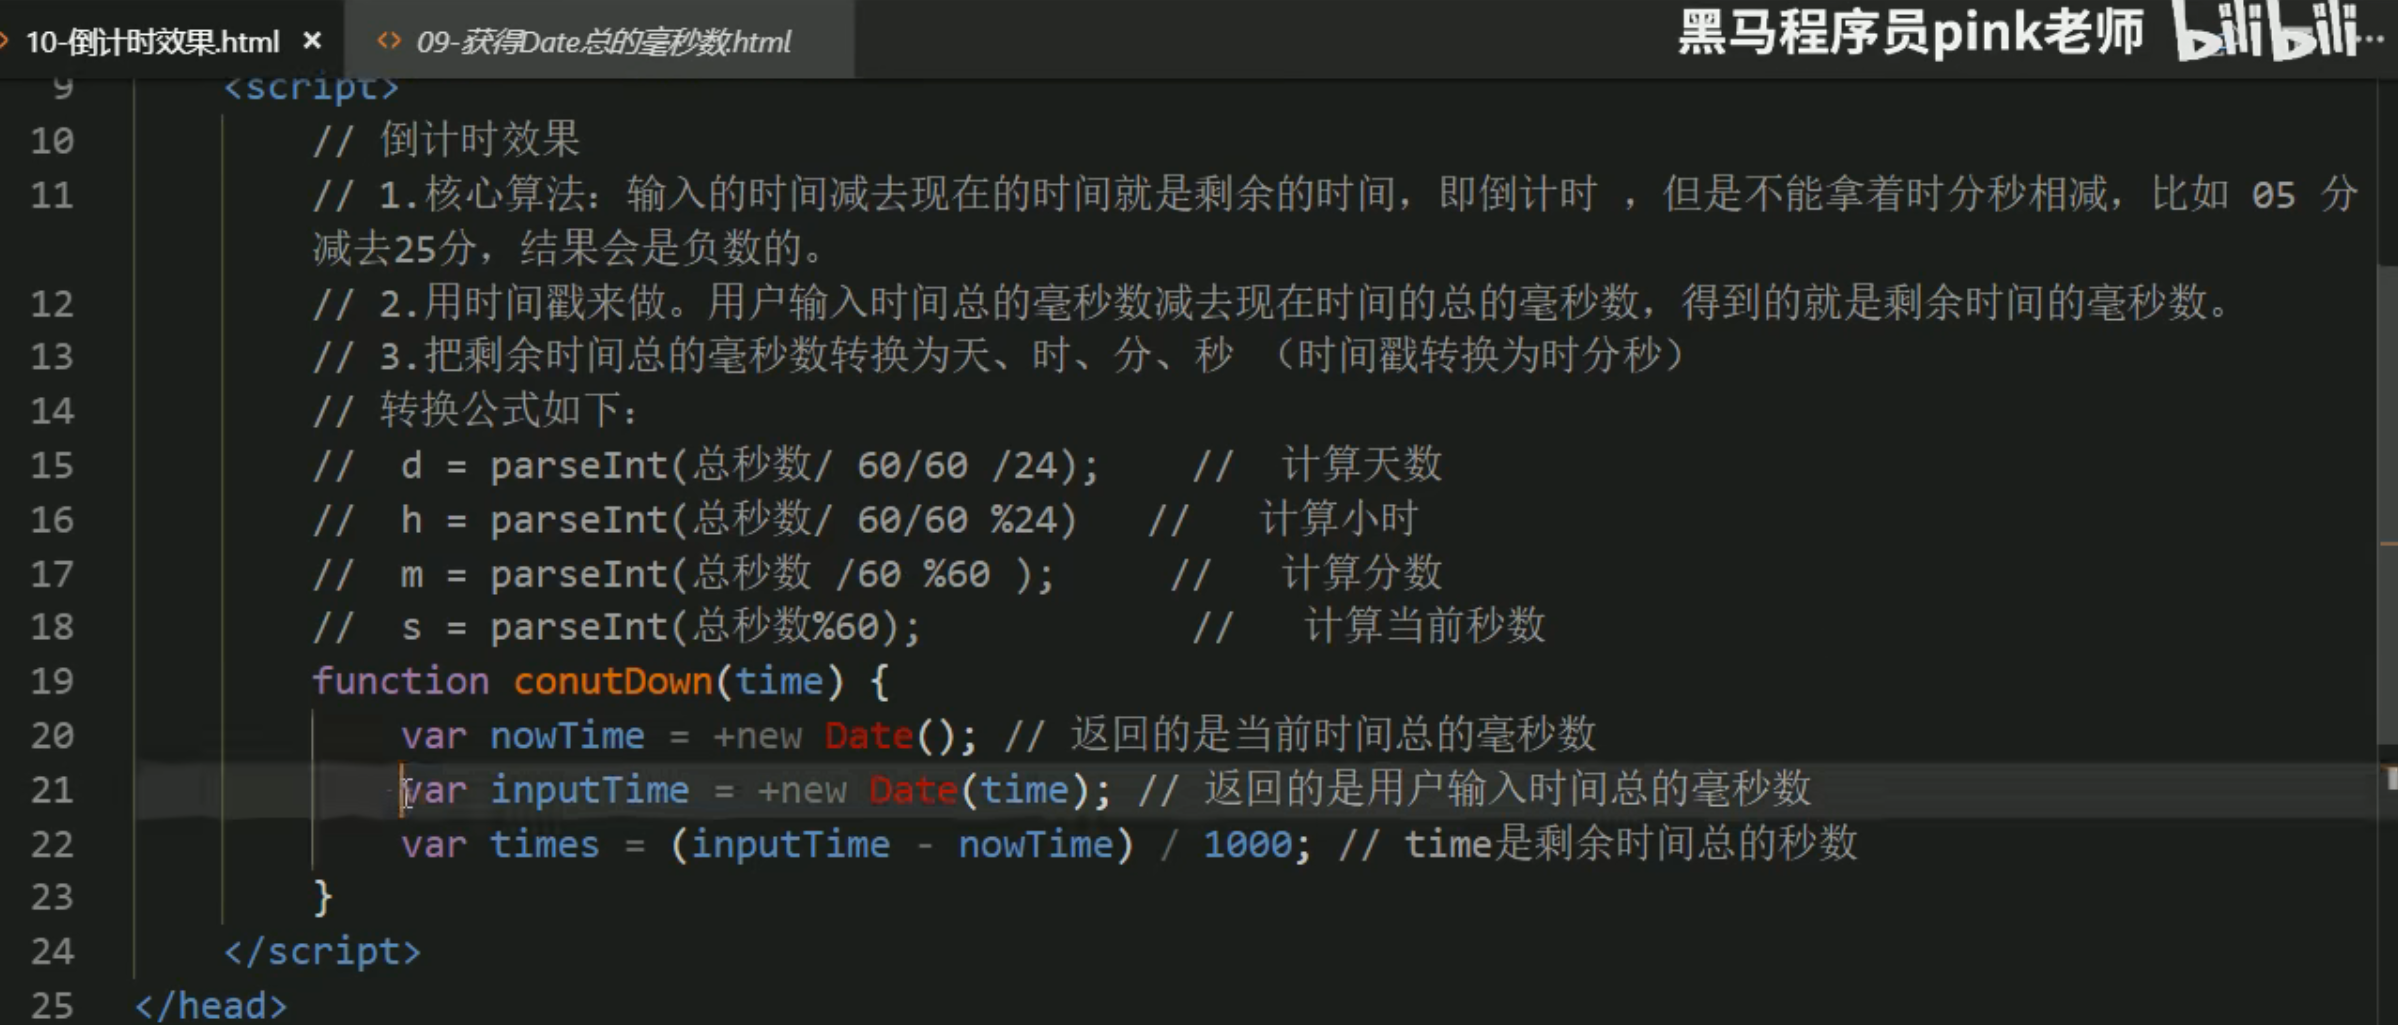 10-倒计时效果.html × <> 09-获得Date总的毫秒数.html 黑马程序员pink老师 bilibili ...
9 <script>
10 // 倒计时效果
11 // 1.核心算法：输入的时间减去现在的时间就是剩余的时间，即倒计时 ，但是不能拿着时分秒相减，比如 05 分
减去25分，结果会是负数的。
12 // 2.用时间戳来做。用户输入时间总的毫秒数减去现在时间的总的毫秒数，得到的就是剩余时间的毫秒数。
13 // 3.把剩余时间总的毫秒数转换为天、时、分、秒 （时间戳转换为时分秒）
14 // 转换公式如下：
15 // d = parseInt(总秒数/ 60/60 /24); // 计算天数
16 // h = parseInt(总秒数/ 60/60 %24) // 计算小时
17 // m = parseInt(总秒数 /60 %60 ); // 计算分数
18 // s = parseInt(总秒数%60); // 计算当前秒数
19 function conutDown(time) {
20 var nowTime = +new Date(); // 返回的是当前时间总的毫秒数
21 var inputTime = +new Date(time); // 返回的是用户输入时间总的毫秒数
22 var times = (inputTime - nowTime) / 1000; // time是剩余时间总的秒数
23 }
24 </script>
25 </head>